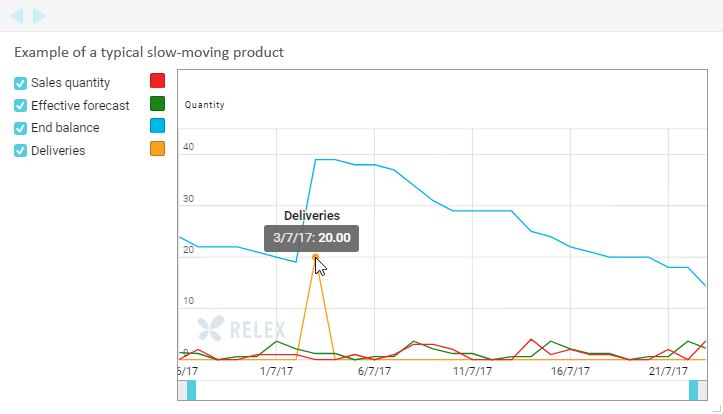 Example of a typical slow-moving product
Sales quantity
Effective forecast
End balance
Deliveries
Quantity
40
30
20
10
0
Deliveries
3/7/17: 20.00
RELEX
6/17
1/7/17
6/7/17
11/7/17
16/7/17
21/7/17